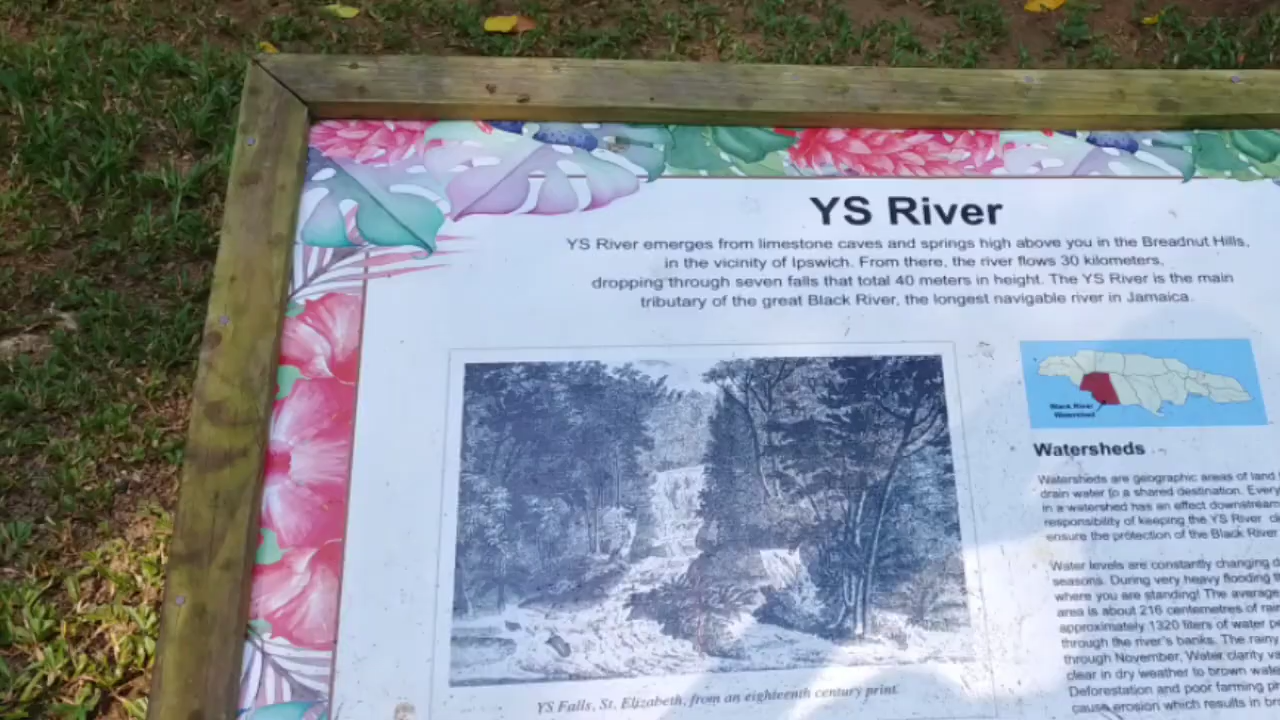 YS River
YS River emerges from limestone caves and springs high above you in the Breadnut Hills,
in the vicinity of Ipswich. From there, the river flows 30 kilometers,
dropping through seven falls that total 40 meters in height. The YS River is the main
tributary of the great Black River, the longest navigable river in Jamaica.
Black River
Watershed
Watersheds
Watersheds are geographic areas of land
drain water to a shared destination. Every
in a watershed has an effect downstream
responsibility of keeping the YS River
ensure the protection of the Black River
Water levels are constantly changing
seasons. During very heavy flooding
where you are standing! The average
area is about 216 centemetres of
approximately 1320 liters of water
through the river's banks. The rainy
through November. Water clarity
clear in dry weather to brown
Deforestation and poor farming
cause erosion which results in
YS Falls, St. Elizabeth, from an eighteenth century print.